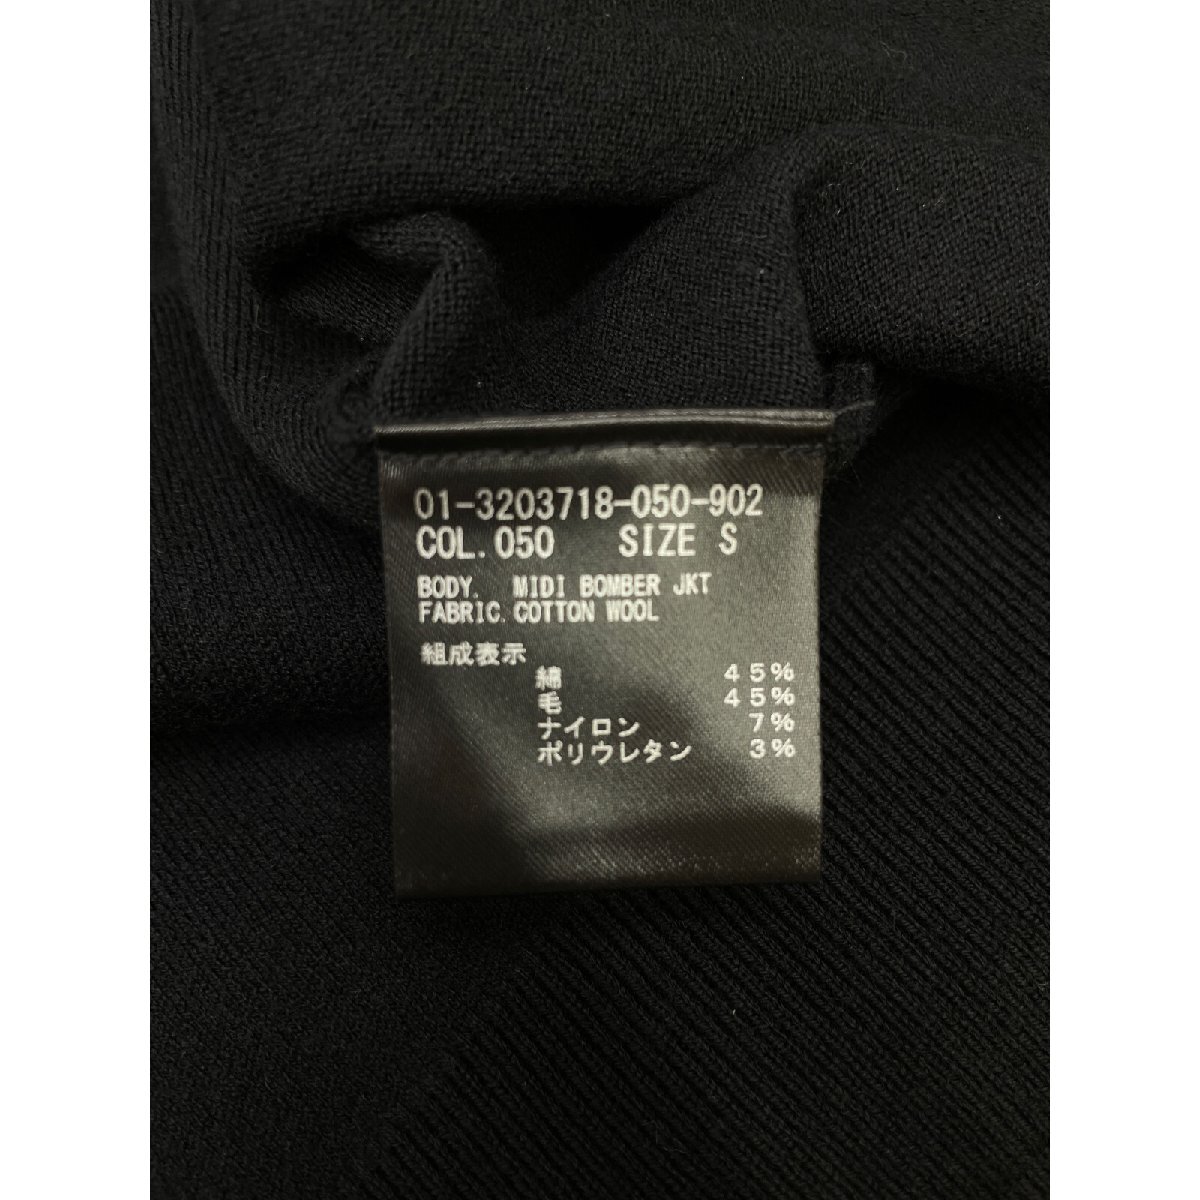 01-3203718-050-902
COL.050 SIZE S
BODY. MIDI BOMBER JKT
FABRIC.COTTON WOOL
組成表示
綿 45%
毛 45%
ナイロン 7%
ポリウレタン 3%